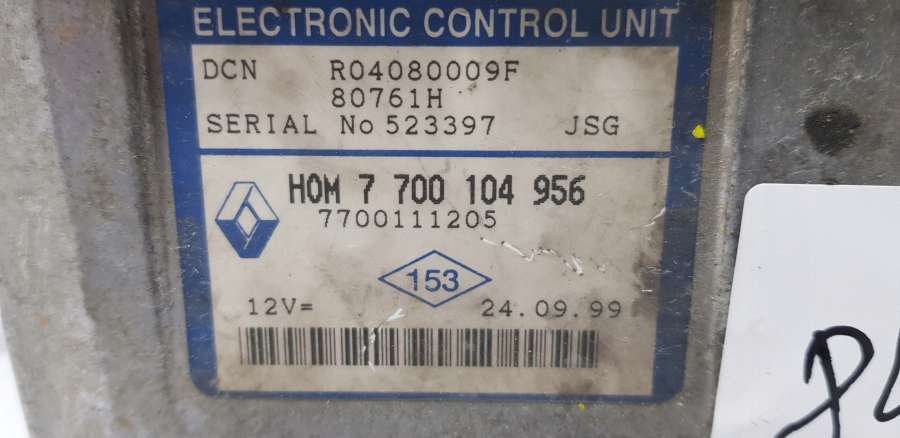 ELECTRONIC CONTROL UNIT
DCN R04080009F
80761H
SERIAL No 523397 JSG
HOM 7 700 104 956
7700111205
153
12V= 24.09.99